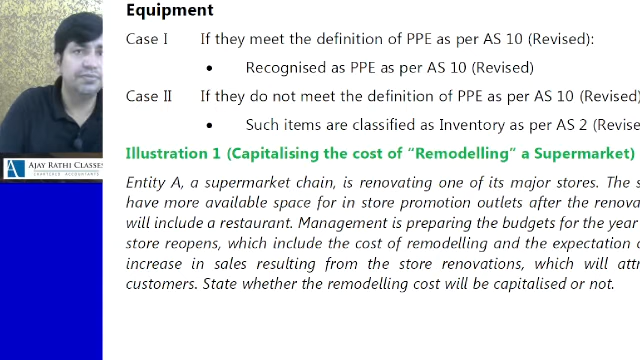 Equipment
Case I If they meet the definition of PPE as per AS 10 (Revised):
• Recognised as PPE as per AS 10 (Revised)
Case II If they do not meet the definition of PPE as per AS 10 (Revised)
• Such items are classified as Inventory as per AS 2 (Revise
Illustration 1 (Capitalising the cost of "Remodelling" a Supermarket)
Entity A, a supermarket chain, is renovating one of its major stores. The s
have more available space for in store promotion outlets after the renova
will include a restaurant. Management is preparing the budgets for the year
store reopens, which include the cost of remodelling and the expectation o
increase in sales resulting from the store renovations, which will attr
customers. State whether the remodelling cost will be capitalised or not.
AJAY RATHI CLASSES
CHARTERED ACCOUNTANTS